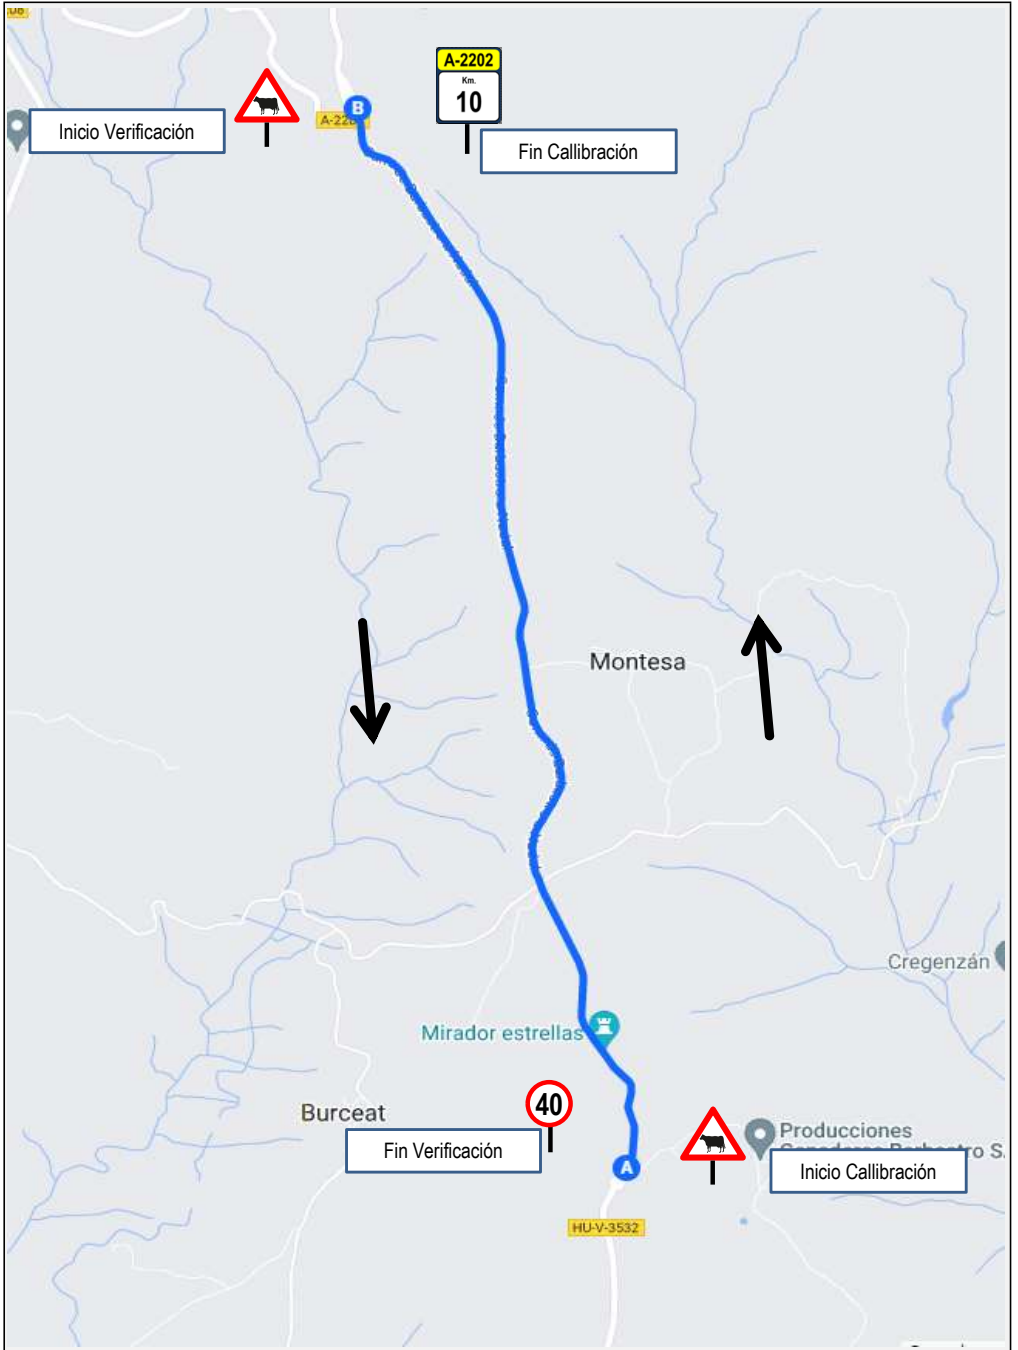 A-2202
Km.
10
B
Inicio Verificación
Fin Callibración
Montesa
Cregenzán
Mirador estrellas
40
Burceat
Fin Verificación
A
Producciones
Inicio Callibración
HU-V-3532